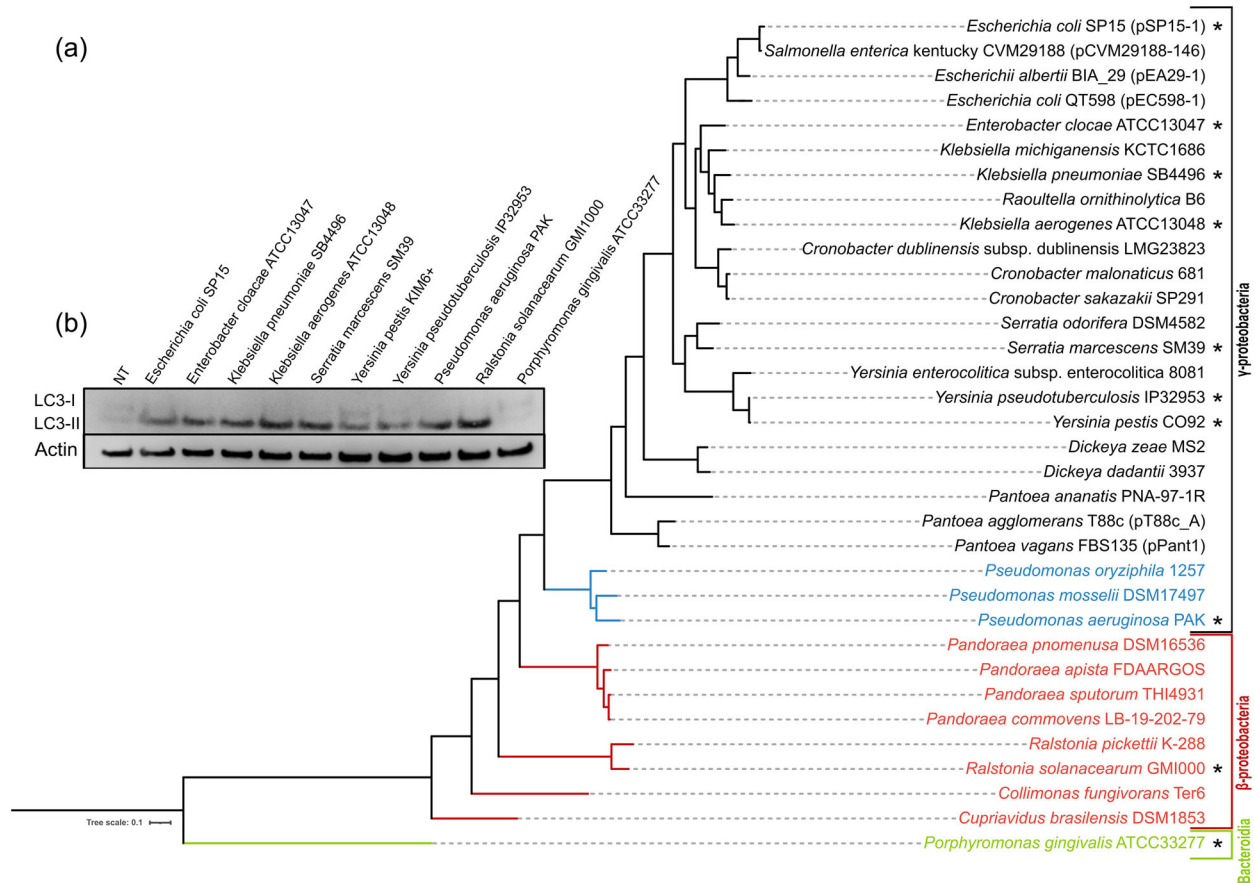 (a)
Escherichia coli SP15 (pSP15-1) *
Salmonella enterica kentucky CVM29188 (pCVM29188-146)
Escherichii albertii BIA_29 (pEA29-1)
Escherichia coli QT598 (pEC598-1)
Enterobacter clocae ATCC13047 *
Klebsiella michiganensis KCTC1686
Klebsiella pneumoniae SB4496 *
Raoultella ornithinolytica B6
Klebsiella aerogenes ATCC13048 *
Cronobacter dublinensis subsp. dublinensis LMG23823
Cronobacter malonaticus 681
Cronobacter sakazakii SP291
Serratia odorifera DSM4582
Serratia marcescens SM39 *
Yersinia enterocolitica subsp. enterocolitica 8081
Yersinia pseudotuberculosis IP32953 *
Yersinia pestis CO92 *
Dickeya zeae MS2
Dickeya dadantii 3937
Pantoea ananatis PNA-97-1R
Pantoea agglomerans T88c (pT88c_A)
Pantoea vagans FBS135 (pPant1)
Pseudomonas oryziphila 1257
Pseudomonas mosselii DSM17497
Pseudomonas aeruginosa PAK *
Pandoraea pnomenusa DSM16536
Pandoraea apista FDAARGOS
Pandoraea sputorum THI4931
Pandoraea commovens LB-19-202-79
Ralstonia pickettii K-288
Ralstonia solanacearum GMI000 *
Collimonas fungivorans Ter6
Cupriavidus brasilensis DSM1853
Porphyromonas gingivalis ATCC33277 *
γ-proteobacteria
β-proteobacteria
Bacteroidia
Tree scale: 0.1
(b)
NT
Escherichia coli SP15
Enterobacter cloacae ATCC13047
Klebsiella pneumoniae SB4496
Klebsiella aerogenes ATCC13048
Serratia marcescens SM39
Yersinia pestis KIM6+
Yersinia pseudotuberculosis IP32953
Pseudomonas aeruginosa PAK
Ralstonia solanacearum GMI1000
Porphyromonas gingivalis ATCC33277
LC3-I
LC3-II
Actin